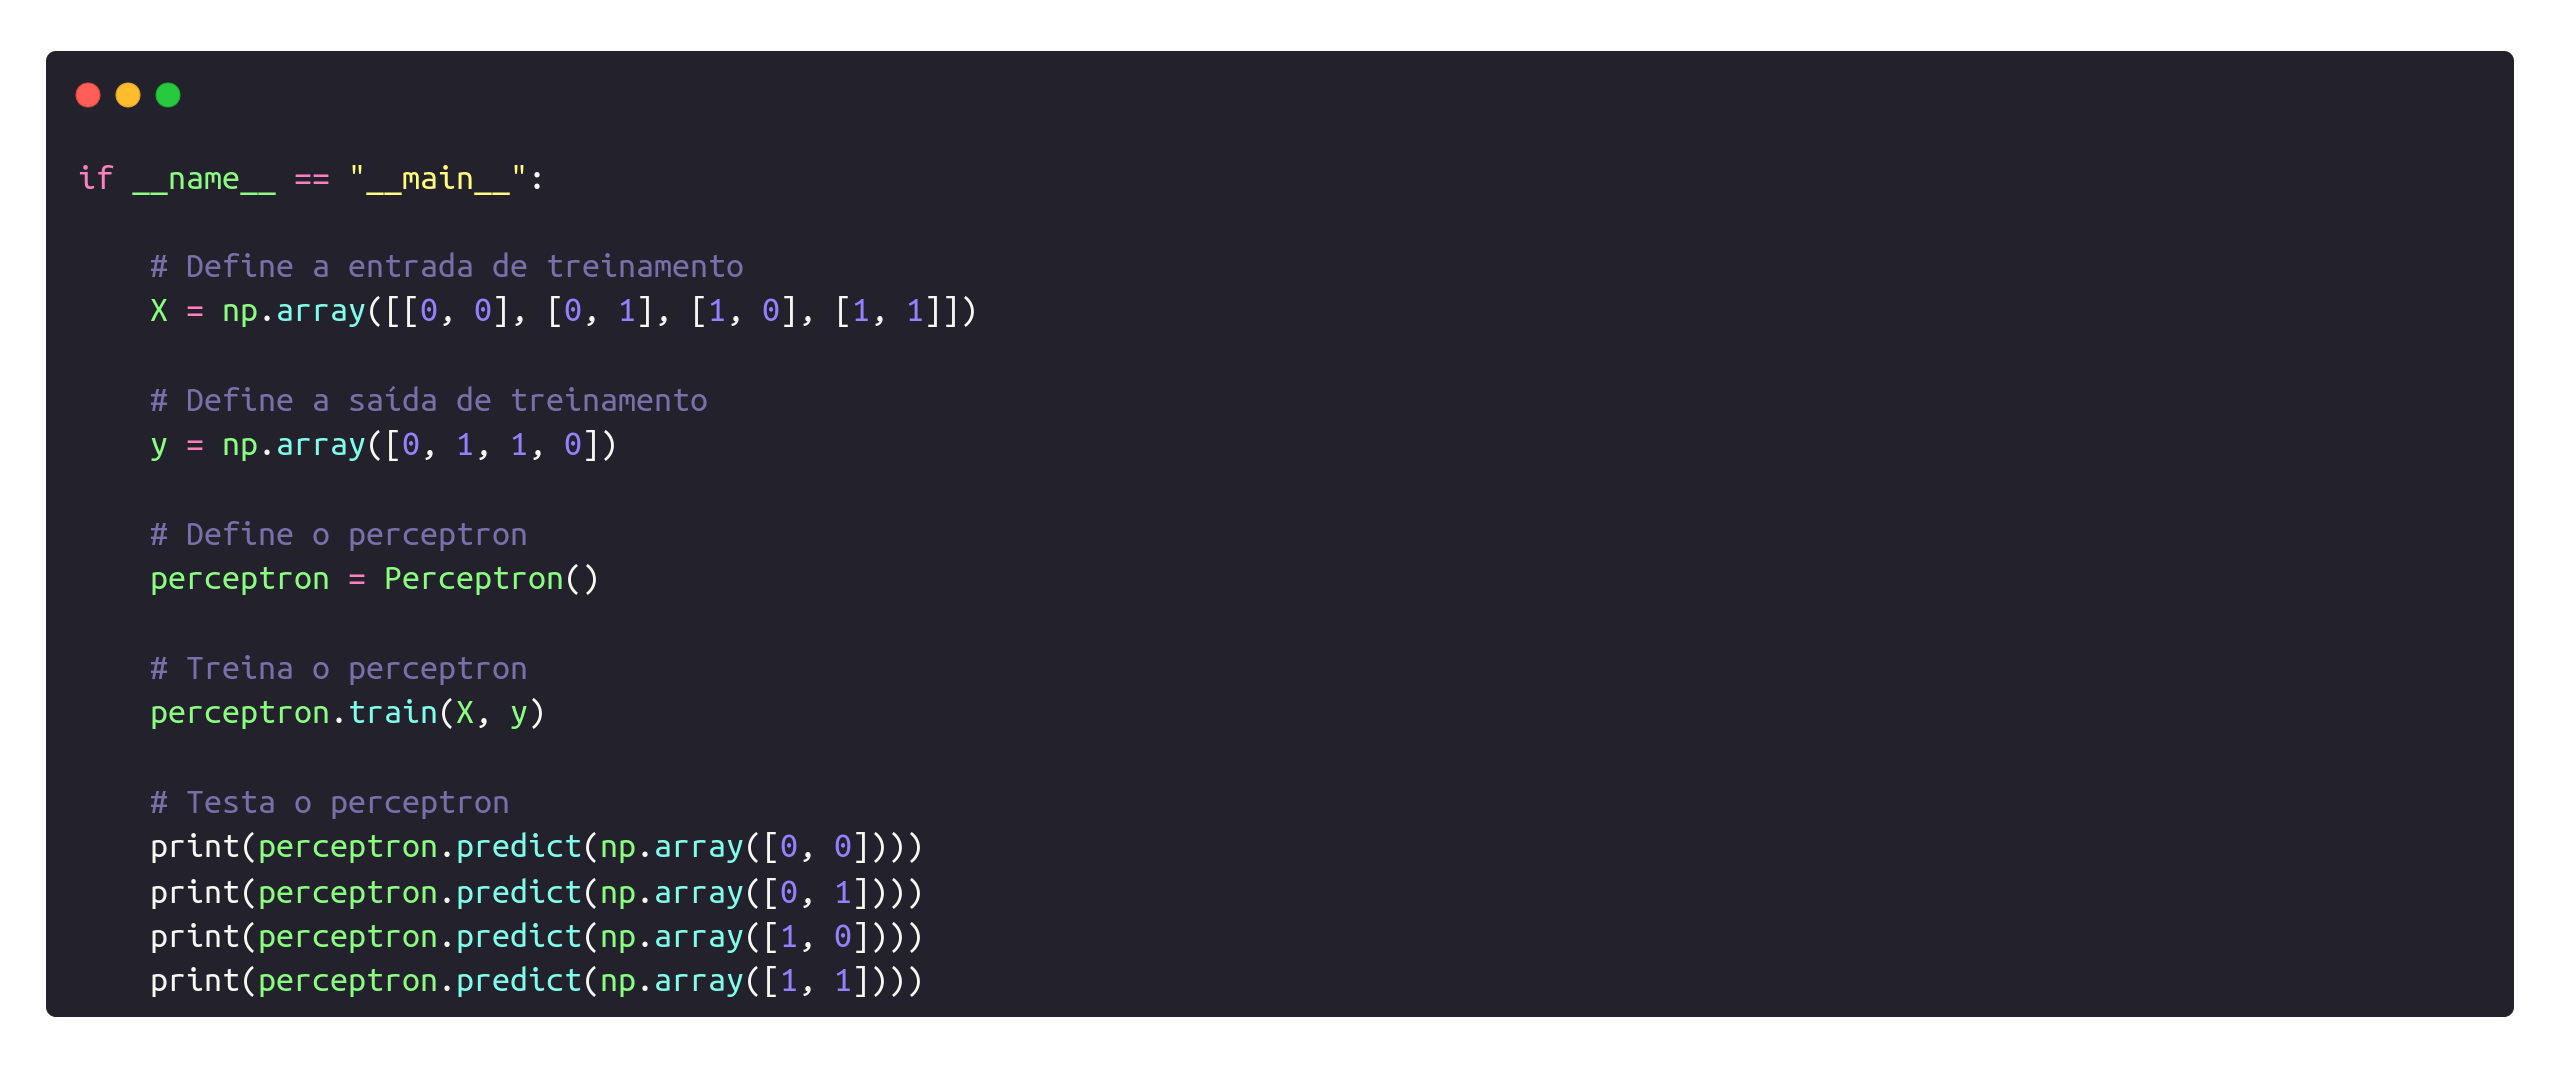 if __name__ == "__main__":
    # Define a entrada de treinamento
    X = np.array([[0, 0], [0, 1], [1, 0], [1, 1]])
    # Define a saída de treinamento
    y = np.array([0, 1, 1, 0])
    # Define o perceptron
    perceptron = Perceptron()
    # Treina o perceptron
    perceptron.train(X, y)
    # Testa o perceptron
    print(perceptron.predict(np.array([0, 0])))
    print(perceptron.predict(np.array([0, 1])))
    print(perceptron.predict(np.array([1, 0])))
    print(perceptron.predict(np.array([1, 1])))